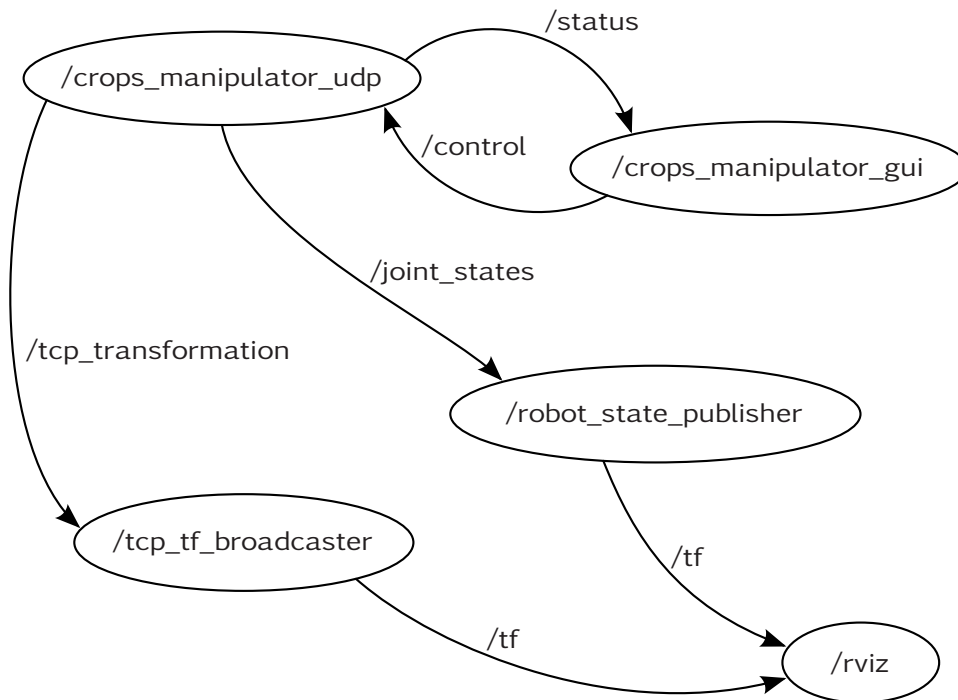 /status
/crops_manipulator_udp
/control
/crops_manipulator_gui
/joint_states
/tcp_transformation
/robot_state_publisher
/tcp_tf_broadcaster
/tf
/tf
/rviz